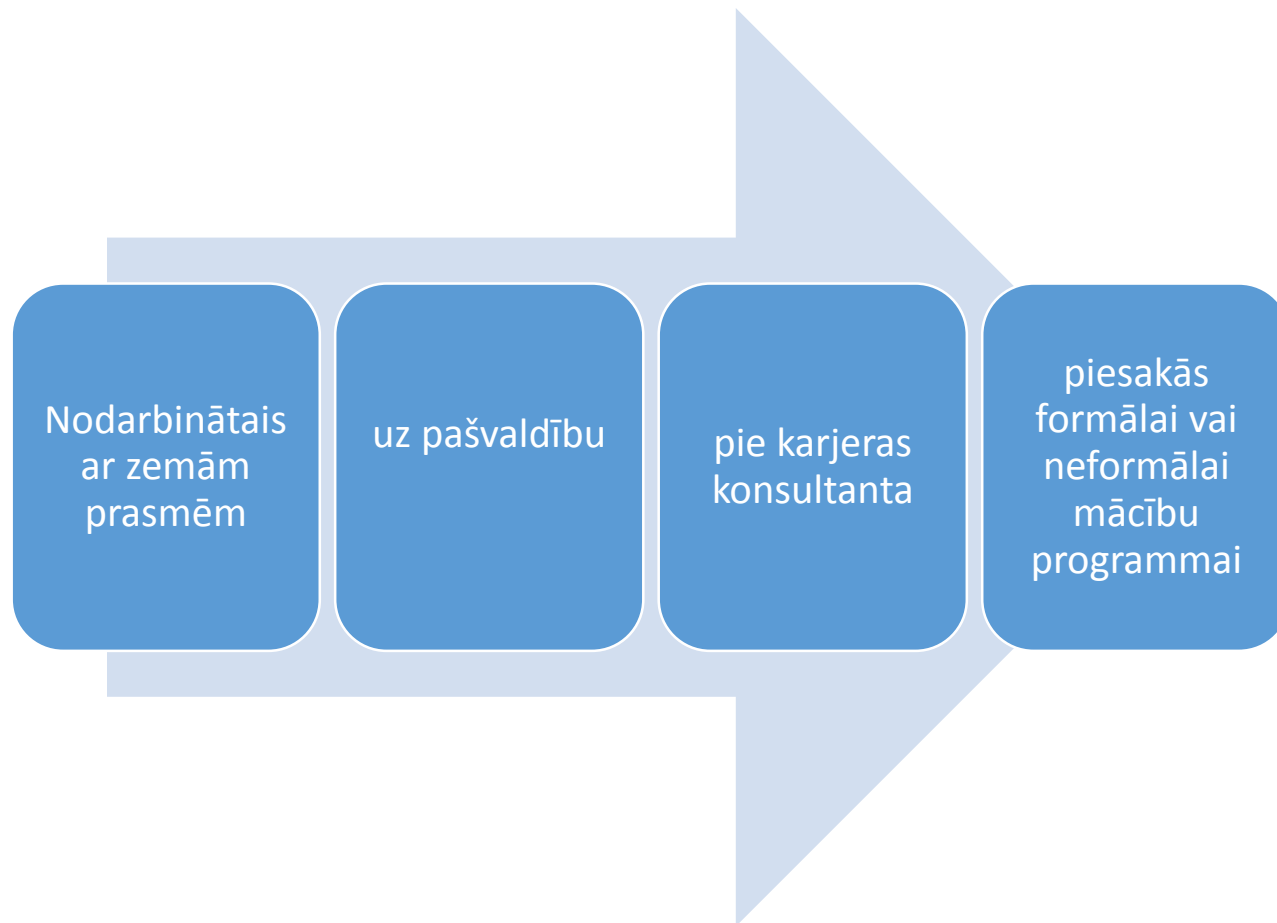 Nodarbinātais
ar zemām
prasmēm
uz pašvaldību
pie karjeras
konsultanta
piesakās
formālai vai
neformālai
mācību
programmai